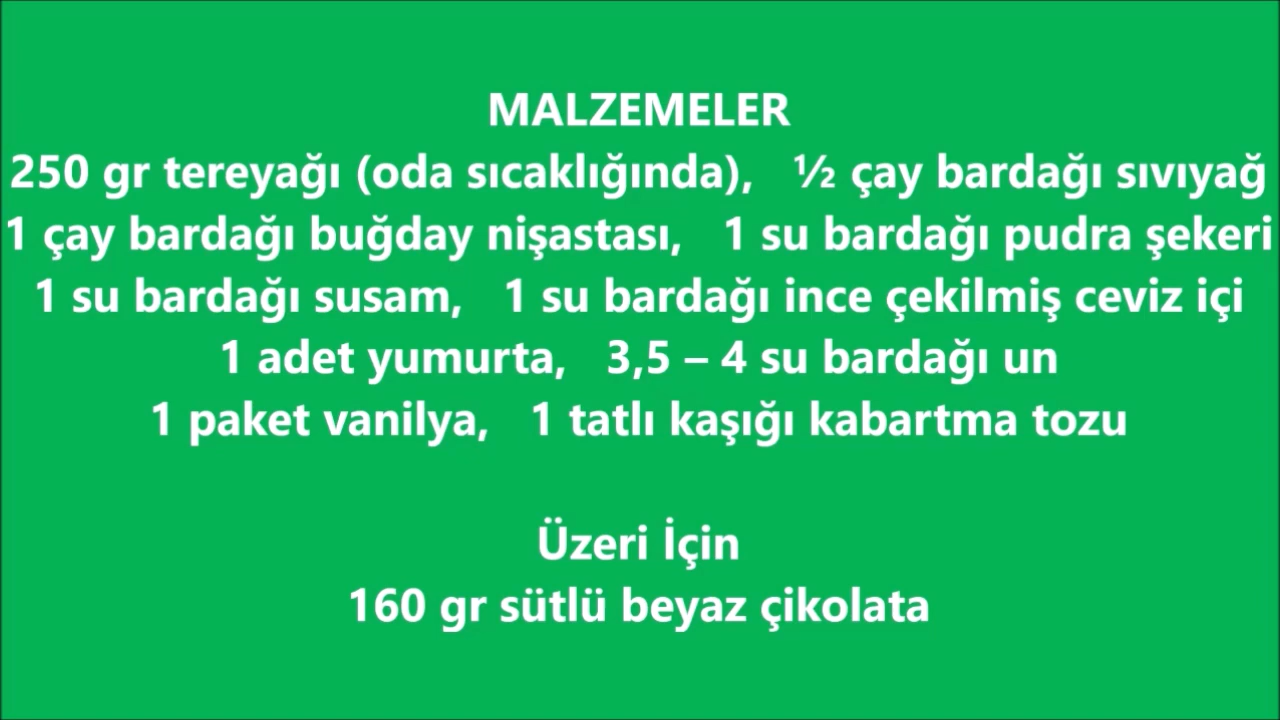 MALZEMELER
250 gr tereyağı (oda sıcaklığında), ½ çay bardağı sıvıyağ
1 çay bardağı buğday nişastası, 1 su bardağı pudra şekeri
1 su bardağı susam, 1 su bardağı ince çekilmiş ceviz içi
1 adet yumurta, 3,5 – 4 su bardağı un
1 paket vanilya, 1 tatlı kaşığı kabartma tozu
Üzeri İçin
160 gr sütlü beyaz çikolata